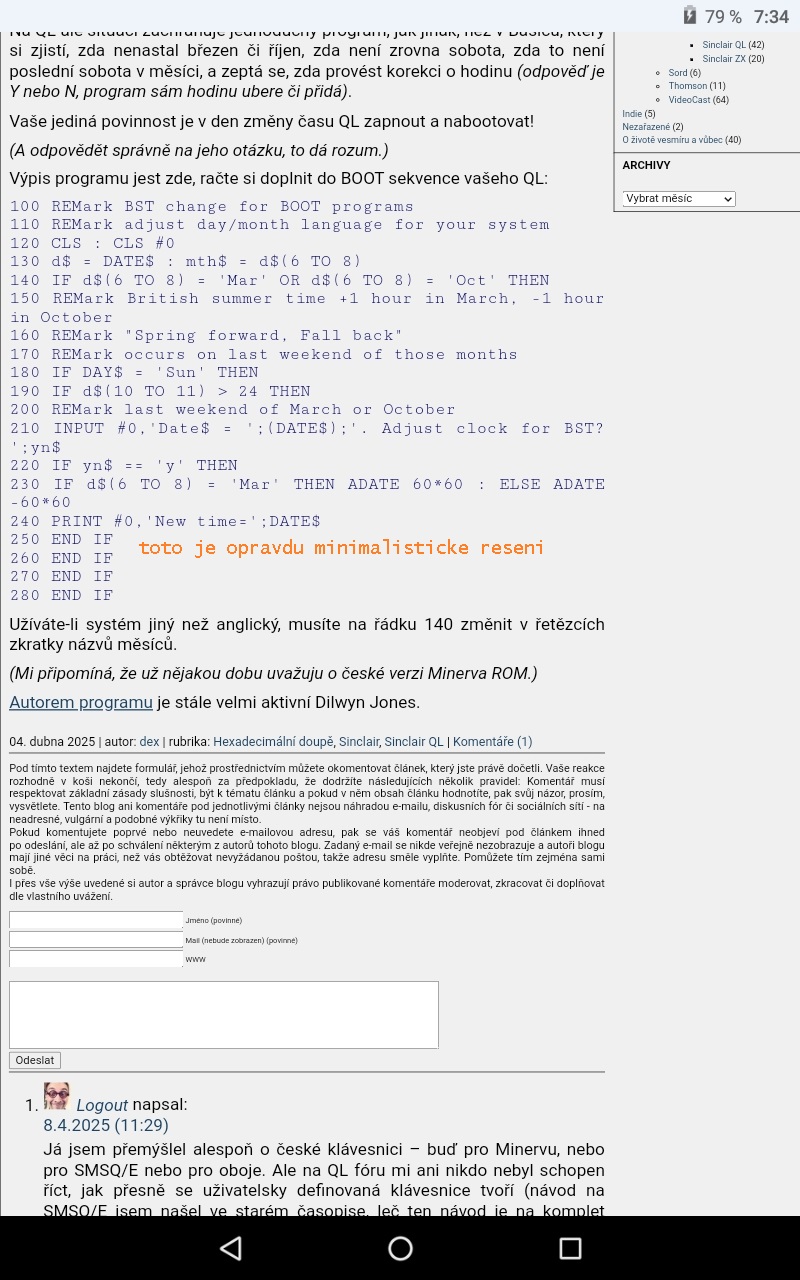 79 % 7:34
Na QL ale situaci zachraňuje jednoduchý program, jak jinak, než v Basicu, který
si zjistí, zda nenastal březen či říjen, zda není zrovna sobota, zda to není
poslední sobota v měsíci, a zeptá se, zda provést korekci o hodinu (odpověď je
Y nebo N, program sám hodinu ubere či přidá).
Vaše jediná povinnost je v den změny času QL zapnout a nabootovat!
(A odpovědět správně na jeho otázku, to dá rozum.)
Výpis programu jest zde, račte si doplnit do BOOT sekvence vašeho QL:
100 REMark BST change for BOOT programs
110 REMark adjust day/month language for your system
120 CLS : CLS #0
130 d$ = DATE$ : mth$ = d$(6 TO 8)
140 IF d$(6 TO 8) = 'Mar' OR d$(6 TO 8) = 'Oct' THEN
150 REMark British summer time +1 hour in March, -1 hour
in October
160 REMark "Spring forward, Fall back"
170 REMark occurs on last weekend of those months
180 IF DAY$ = 'Sun' THEN
190 IF d$(10 TO 11) > 24 THEN
200 REMark last weekend of March or October
210 INPUT #0,'Date$ = ';(DATE$);'. Adjust clock for BST?
';yn$
220 IF yn$ == 'y' THEN
230 IF d$(6 TO 8) = 'Mar' THEN ADATE 60*60 : ELSE ADATE
-60*60
240 PRINT #0,'New time=';DATE$
250 END IF
toto je opravdu minimalisticke reseni
260 END IF
270 END IF
280 END IF
Užíváte-li systém jiný než anglický, musíte na řádku 140 změnit v řetězcích
zkratky názvů měsíců.
(Mi připomíná, že už nějakou dobu uvažuju o české verzi Minerva ROM.)
Autorem programu je stále velmi aktivní Dilwyn Jones.
04. dubna 2025 | autor: dex | rubrika: Hexadecimální doupě, Sinclair, Sinclair QL | Komentáře (1)
Pod tímto textem najdete formulář, jehož prostřednictvím můžete okomentovat článek, který jste právě dočetli. Vaše reakce
rozhodně v koši nekončí, tedy alespoň za předpokladu, že dodržíte následujících několik pravidel: Komentář musí
respektovat základní zásady slušnosti, být k tématu článku a pokud v něm obsah článku hodnotíte, pak svůj názor, prosím,
vysvětlete. Tento blog ani komentáře pod jednotlivými články nejsou náhradou e-mailu, diskusních fór či sociálních sítí - na
neadresné, vulgární a podobné výkřiky tu není místo.
Pokud komentujete poprvé nebo neuvedete e-mailovou adresu, pak se váš komentář neobjeví pod článkem ihned
po odeslání, ale až po schválení některým z autorů tohoto blogu. Zadaný e-mail se nikde veřejně nezobrazuje a autoři blogu
mají jiné věci na práci, než vás obtěžovat nevyžádanou poštou, takže adresu směle vyplňte. Pomůžete tím zejména sami
sobě.
I přes vše výše uvedené si autor a správce blogu vyhrazují právo publikované komentáře moderovat, zkracovat či doplňovat
dle vlastního uvážení.
Jméno (povinné)
Mail (nebude zobrazen) (povinné)
WWW
Odeslat
1. Logout napsal:
8.4.2025 (11:29)
Já jsem přemýšlel alespoň o české klávesnici – buď pro Minervu, nebo
pro SMSQ/E nebo pro oboje. Ale na QL fóru mi ani nikdo nebyl schopen
říct, jak přesně se uživatelsky definovaná klávesnice tvoří (návod na
SMSQ/E jsem našel ve starém časopise, leč ten návod je na komplet
Sinclair QL (42)
Sinclair ZX (20)
Sord (6)
Thomson (11)
VideoCast (64)
Indie (5)
Nezařazené (2)
O životě vesmíru a vůbec (40)
ARCHIVY
Vybrat měsíc